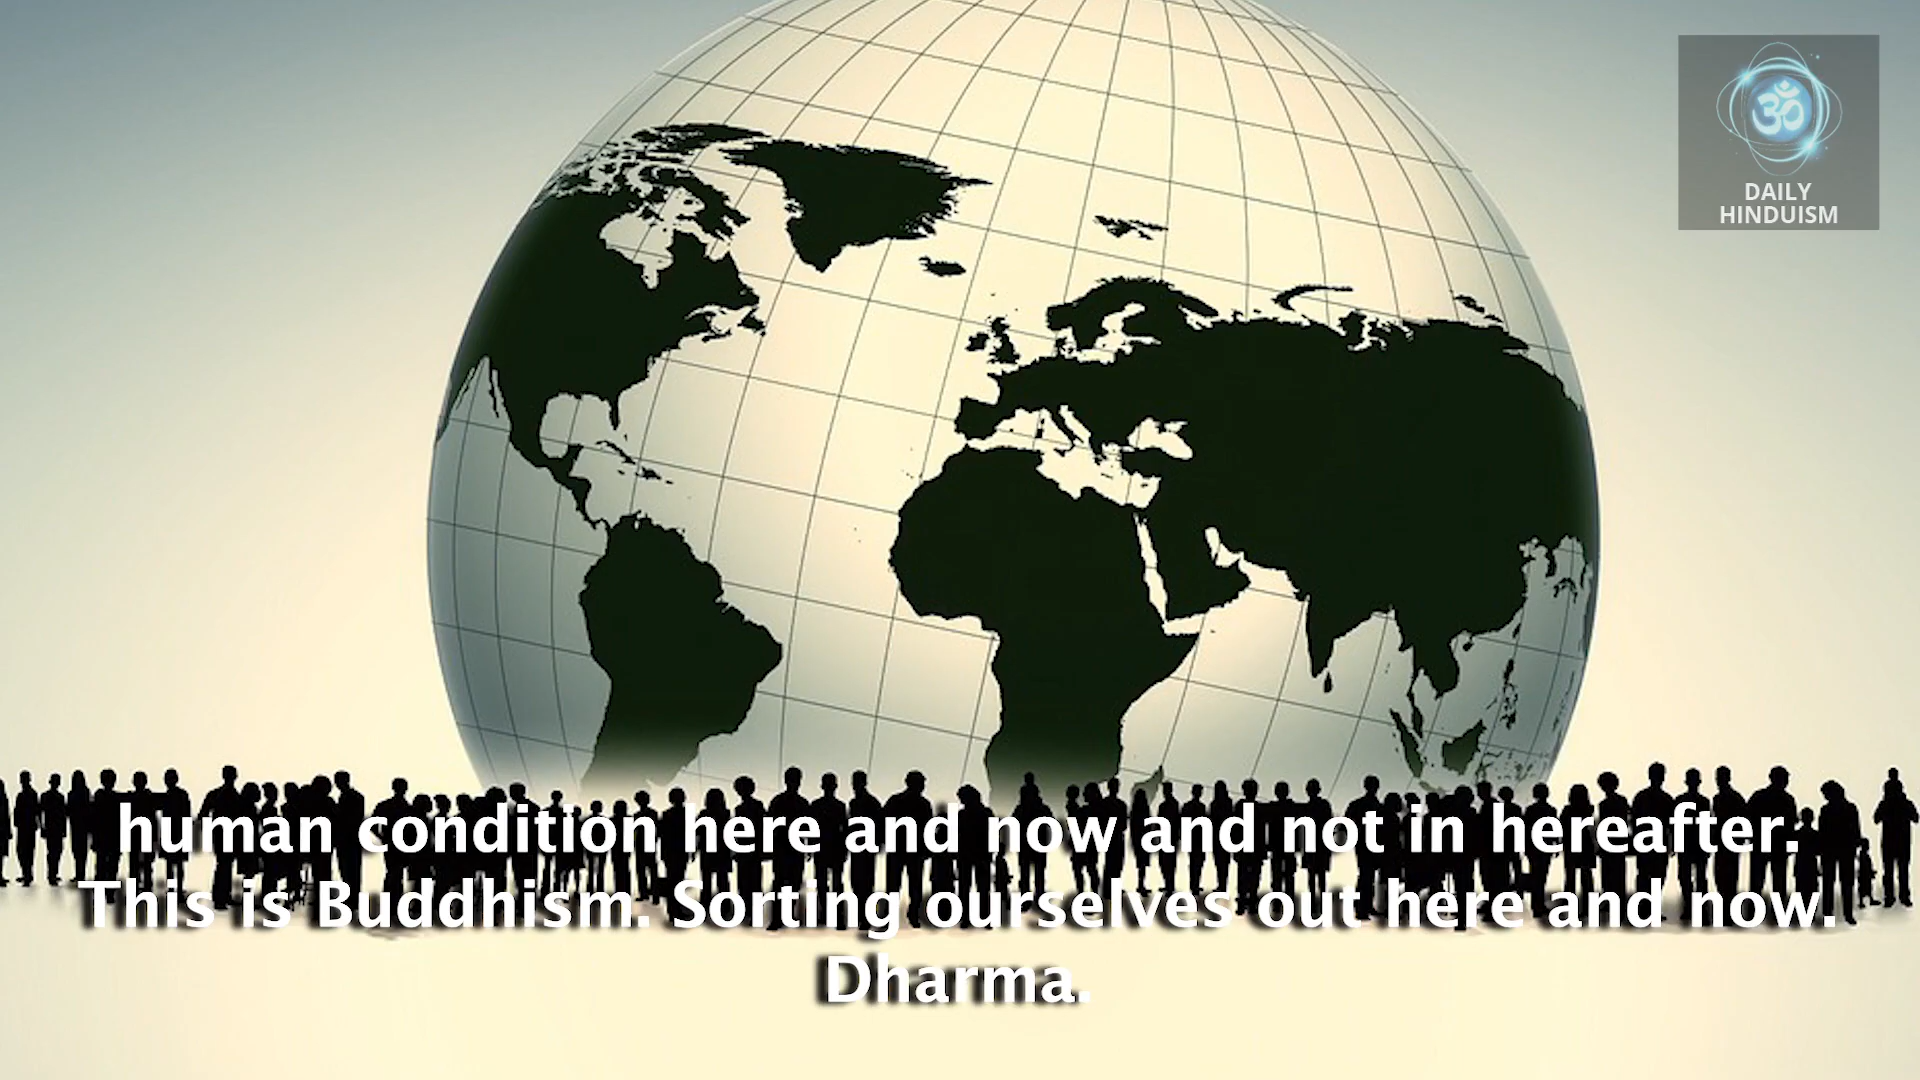 ॐ
DAILY
HINDUISM
human condition here and now and not in hereafter.
This is Buddhism. Sorting ourselves out here and now.
Dharma.